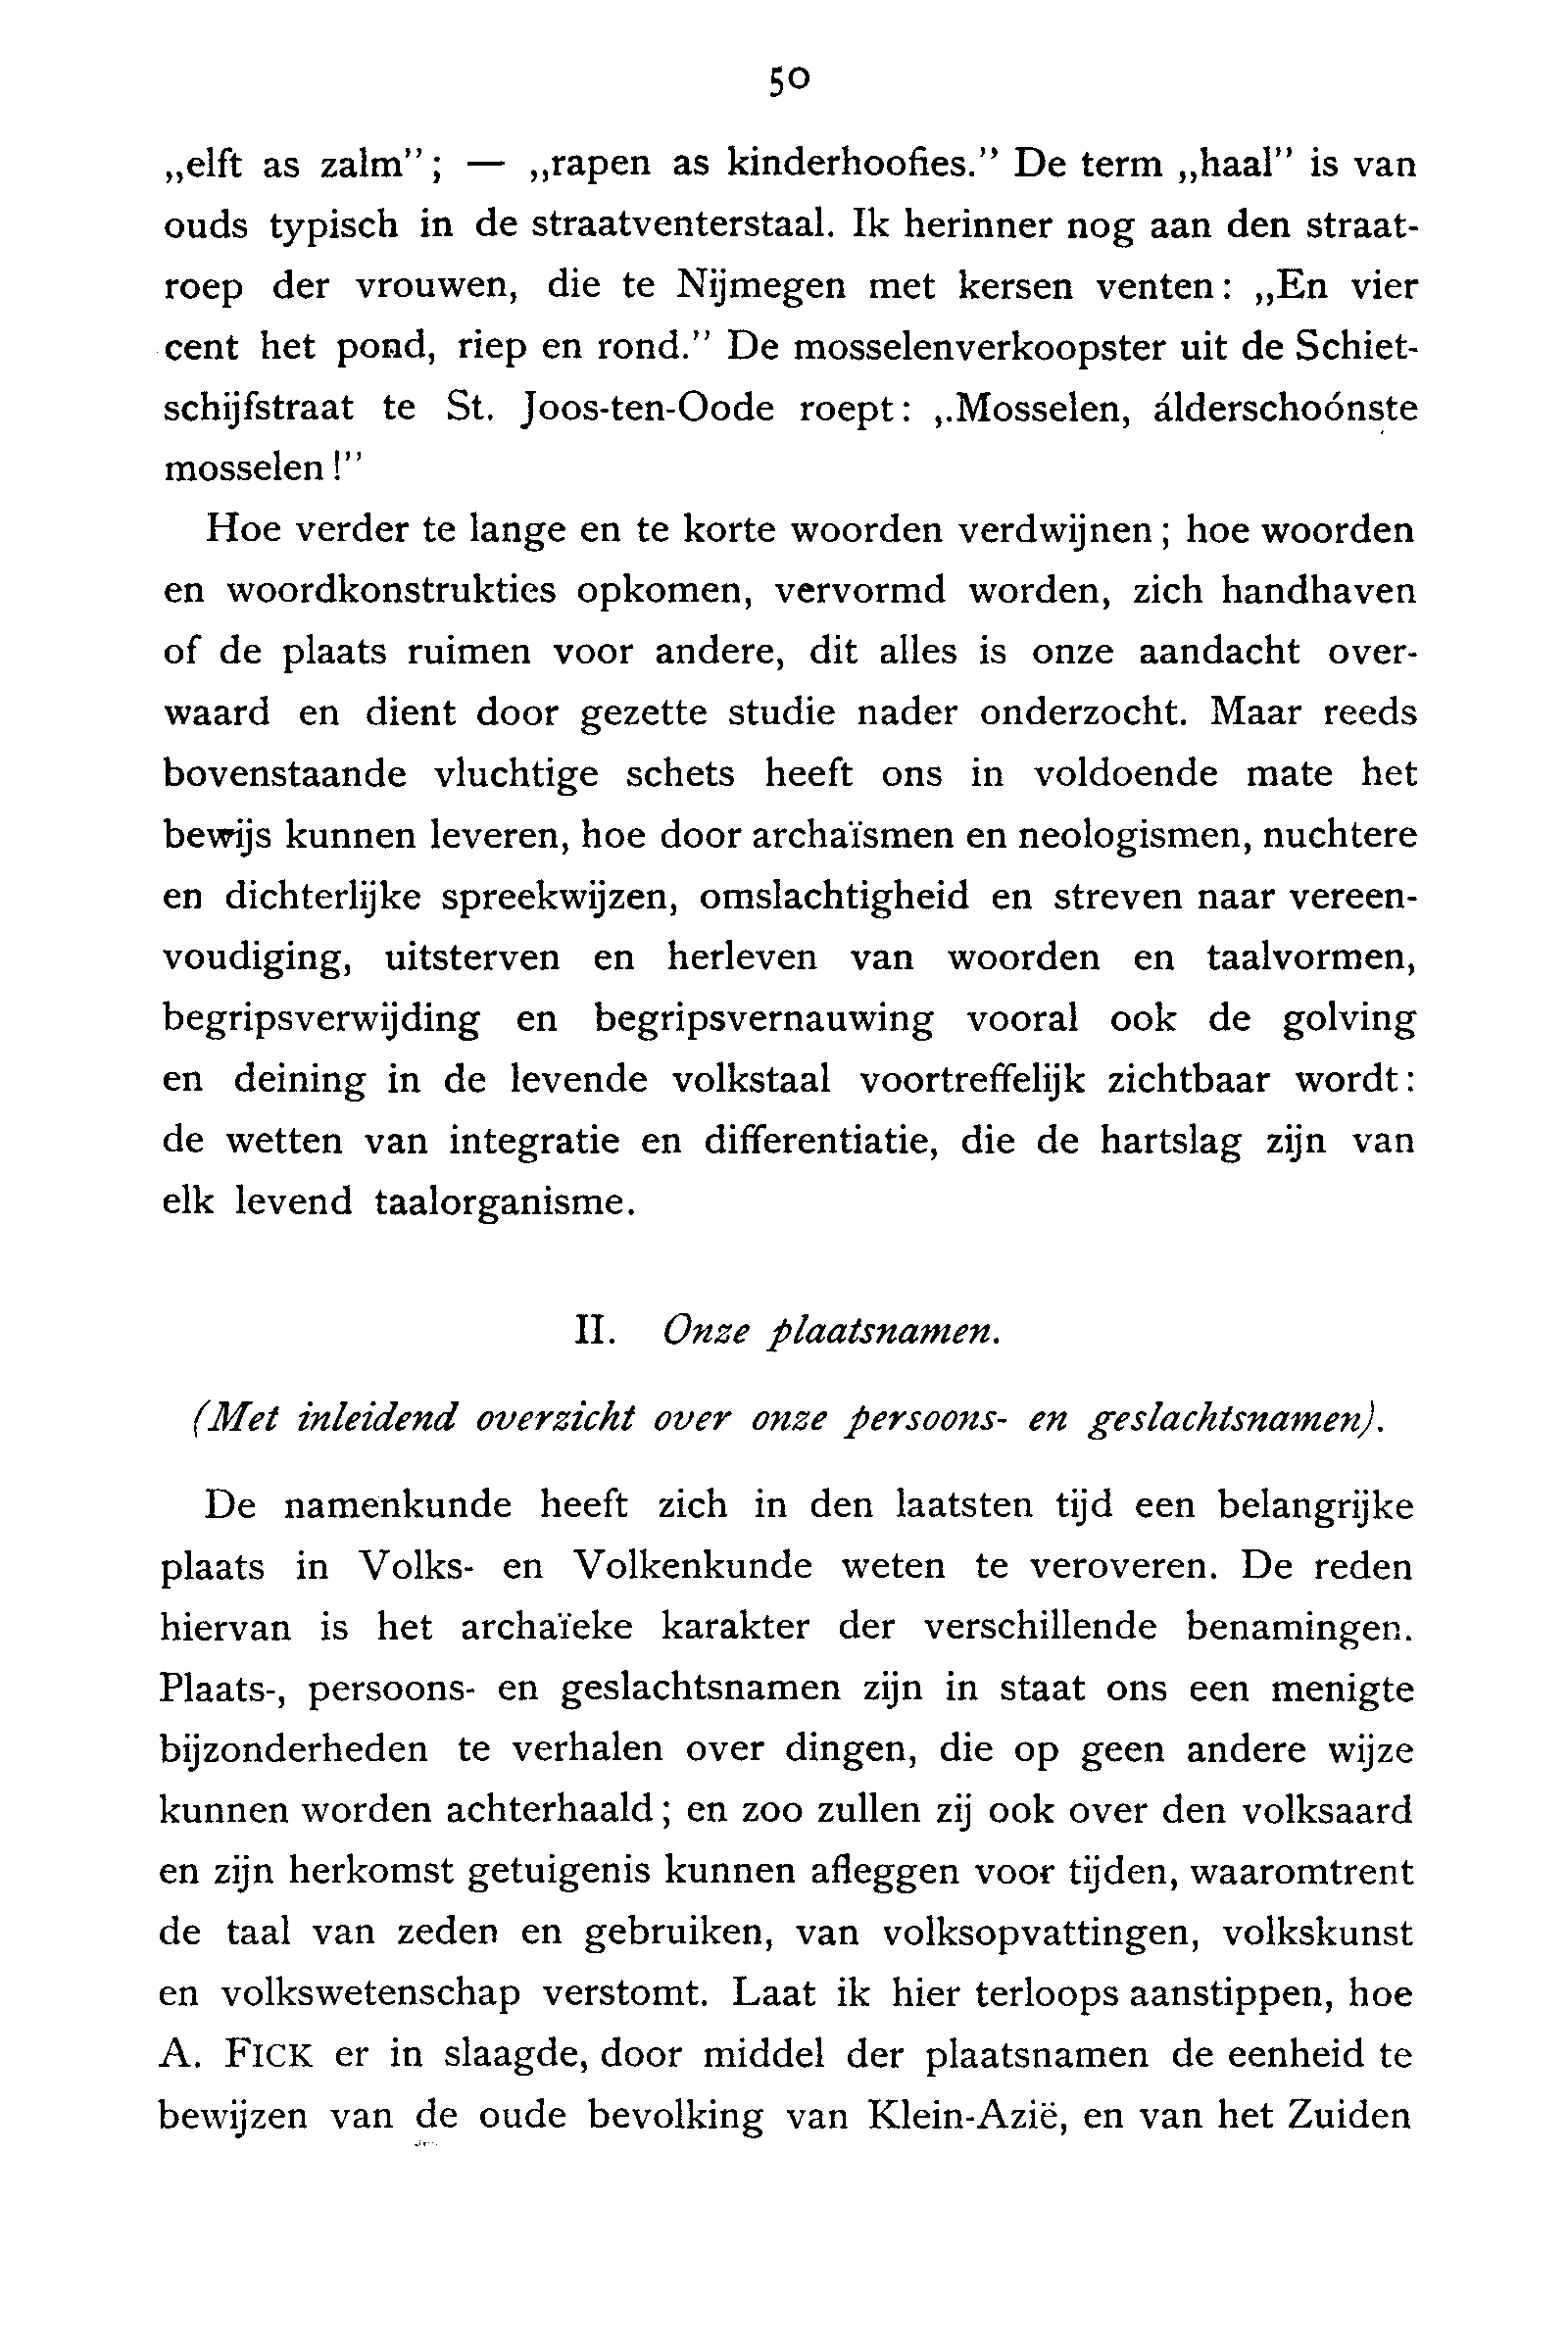 50
„elft as zalm”; — „rapen as kinderhoofies.” De term „haal” is van
ouds typisch in de straatventerstaal. Ik herinner nog aan den straat-
roep der vrouwen, die te Nijmegen met kersen venten: „En vier
cent het pond, riep en rond.” De mosselenverkoopster uit de Schiet-
schijfstraat te St. Joos-ten-Oode roept: ,.Mosselen, álderschoónste
mosselen!”
Hoe verder te lange en te korte woorden verdwijnen; hoe woorden
en woordkonstrukties opkomen, vervormd worden, zich handhaven
of de plaats ruimen voor andere, dit alles is onze aandacht over-
waard en dient door gezette studie nader onderzocht. Maar reeds
bovenstaande vluchtige schets heeft ons in voldoende mate het
bewijs kunnen leveren, hoe door archaïsmen en neologismen, nuchtere
en dichterlijke spreekwijzen, omslachtigheid en streven naar vereen-
voudiging, uitsterven en herleven van woorden en taalvormen,
begripsverwijding en begripsvernauwing vooral ook de golving
en deining in de levende volkstaal voortreffelijk zichtbaar wordt:
de wetten van integratie en differentiatie, die de hartslag zijn van
elk levend taalorganisme.
II. Onze plaatsnamen.
(Met inleidend overzicht over onze persoons- en geslachtsnamen).
De namenkunde heeft zich in den laatsten tijd een belangrijke
plaats in Volks- en Volkenkunde weten te veroveren. De reden
hiervan is het archaïeke karakter der verschillende benamingen.
Plaats-, persoons- en geslachtsnamen zijn in staat ons een menigte
bijzonderheden te verhalen over dingen, die op geen andere wijze
kunnen worden achterhaald; en zoo zullen zij ook over den volksaard
en zijn herkomst getuigenis kunnen afleggen voor tijden, waaromtrent
de taal van zeden en gebruiken, van volksopvattingen, volkskunst
en volkswetenschap verstomt. Laat ik hier terloops aanstippen, hoe
A. FICK er in slaagde, door middel der plaatsnamen de eenheid te
bewijzen van de oude bevolking van Klein-Azië, en van het Zuiden